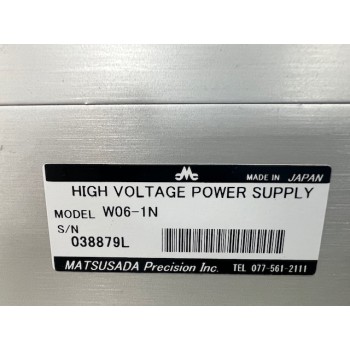 MADE IN JAPAN
HIGH VOLTAGE POWER SUPPLY
MODEL W06-1N
S/N
038879L
MATSUSADA Precision Inc. TEL 077-561-2111